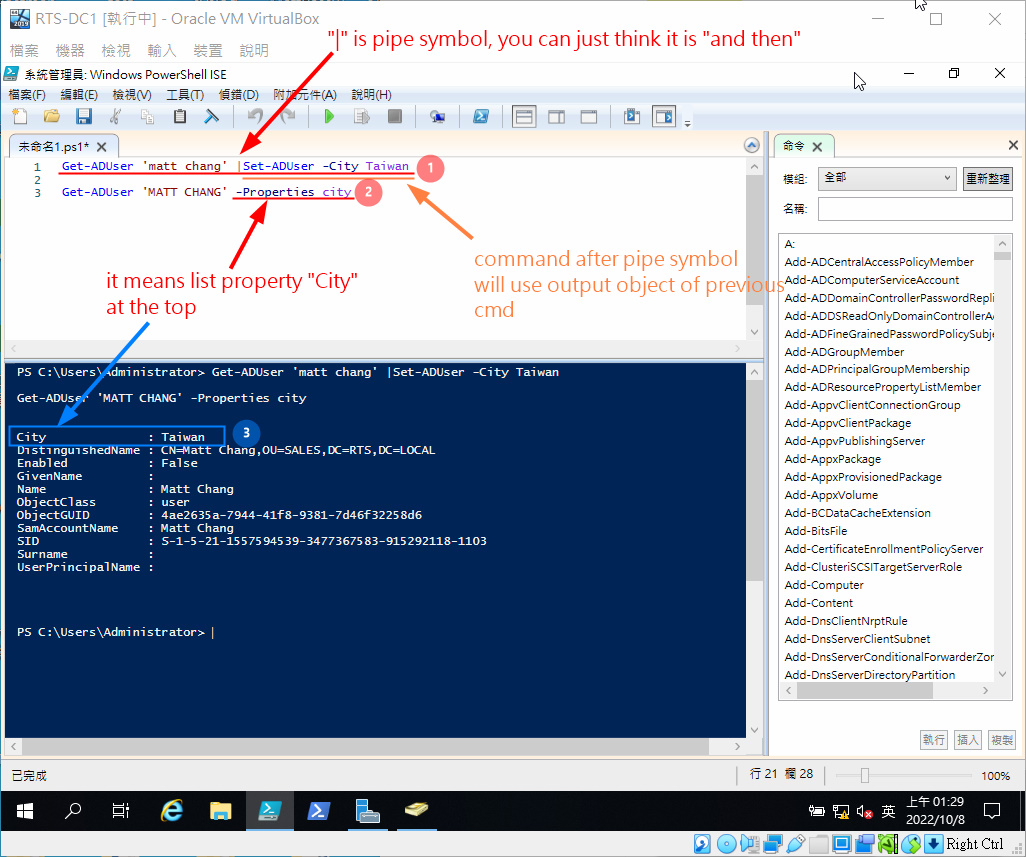 RTS-DC1 [執行中] - Oracle VM VirtualBox
檔案 機器 檢視 輸入 裝置 說明
"|" is pipe symbol, you can just think it is "and then"
系統管理員: Windows PowerShell ISE
檔案(F) 編輯(E) 檢視(V) 工具(T) 偵錯(D) 附加元件(A) 說明(H)
未命名1.ps1*
1 Get-ADUser 'matt chang' |Set-ADUser -City Taiwan 1
2
3 Get-ADUser 'MATT CHANG' -Properties city 2
command after pipe symbol
will use output object of previous
cmd
it means list property "City"
at the top
PS C:\Users\Administrator> Get-ADUser 'matt chang' |Set-ADUser -City Taiwan
Get-ADUser 'MATT CHANG' -Properties city
City : Taiwan 3
DistinguishedName : CN=Matt Chang,OU=SALES,DC=RTS,DC=LOCAL
Enabled : False
GivenName :
Name : Matt Chang
ObjectClass : user
ObjectGUID : 4ae2635a-7944-41f8-9381-7d46f32258d6
SamAccountName : Matt Chang
SID : S-1-5-21-1557594539-3477367583-915292118-1103
Surname :
UserPrincipalName :
PS C:\Users\Administrator>
命令
模組: 全部 重新整理
名稱:
A:
Add-ADCentralAccessPolicyMember
Add-ADComputerServiceAccount
Add-ADDomainControllerPasswordRepli
Add-ADDSReadOnlyDomainControllerA
Add-ADFineGrainedPasswordPolicySubje
Add-ADGroupMember
Add-ADPrincipalGroupMembership
Add-ADResourcePropertyListMember
Add-AppvClientConnectionGroup
Add-AppvClientPackage
Add-AppvPublishingServer
Add-AppxPackage
Add-AppxProvisionedPackage
Add-AppxVolume
Add-BCDataCacheExtension
Add-BitsFile
Add-CertificateEnrollmentPolicyServer
Add-ClusteriSCSITargetServerRole
Add-Computer
Add-Content
Add-DnsClientNrptRule
Add-DnsServerClientSubnet
Add-DnsServerConditionalForwarderZor
Add-DnsServerDirectoryPartition
執行 插入 複製
已完成
行 21 欄 28
100%
英
上午 01:29
2022/10/8
Right Ctrl